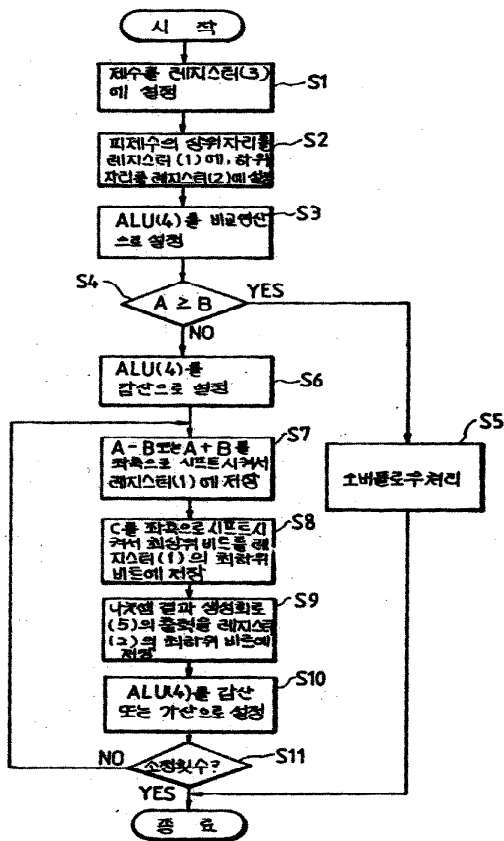 시 작
제수를 레지스터(3)
에 설정
S1
피제수의 상위자리를
레지스터(1)에, 하위
자리를 레지스터(2)에 설정
S2
ALU(4)를 비교연산
으로 설정
S3
S4
A ≥ B
YES
NO
ALU(4)를
감산으로 설정
S6
S5
오버플로우처리
A-B또는A+B를
좌측으로 시프트시켜서
레지스터(1)에 저장
S7
C를 좌측으로시프트시
켜서 최상위 비트를 레
지스터(1)의 최하위
비트에 저장
S8
나눗셈 결과 생성회로
(5)의 출력을 레지스터
(2)의 최하위 비트에
저장
S9
ALU(4)를 감산
또는 가산으로 설정
S10
NO
소정횟수?
S11
YES
종 료